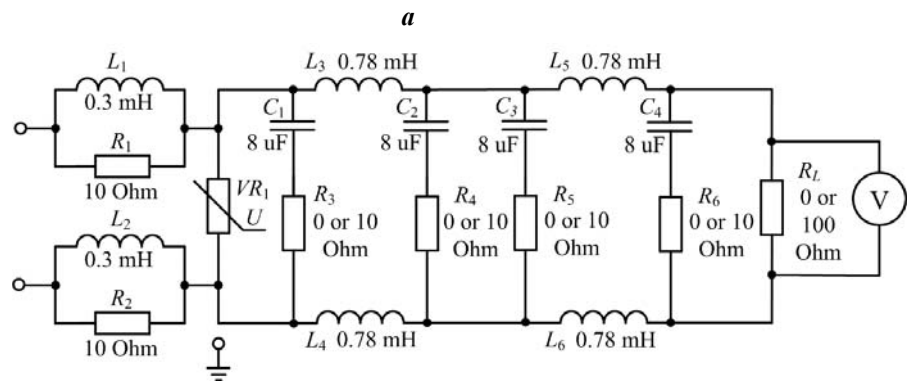 a
L3 0.78 mH
L5 0.78 mH
L1
0.3 mH
C1
8 uF
C2
8 uF
C3
8 uF
C4
8 uF
R1
10 Ohm
VR1
U
R3
0 or 10
Ohm
R4
0 or 10
Ohm
R5
0 or 10
Ohm
R6
0 or 10
Ohm
RL
0 or
100
Ohm
V
L2
0.3 mH
R2
10 Ohm
L4 0.78 mH
L6 0.78 mH